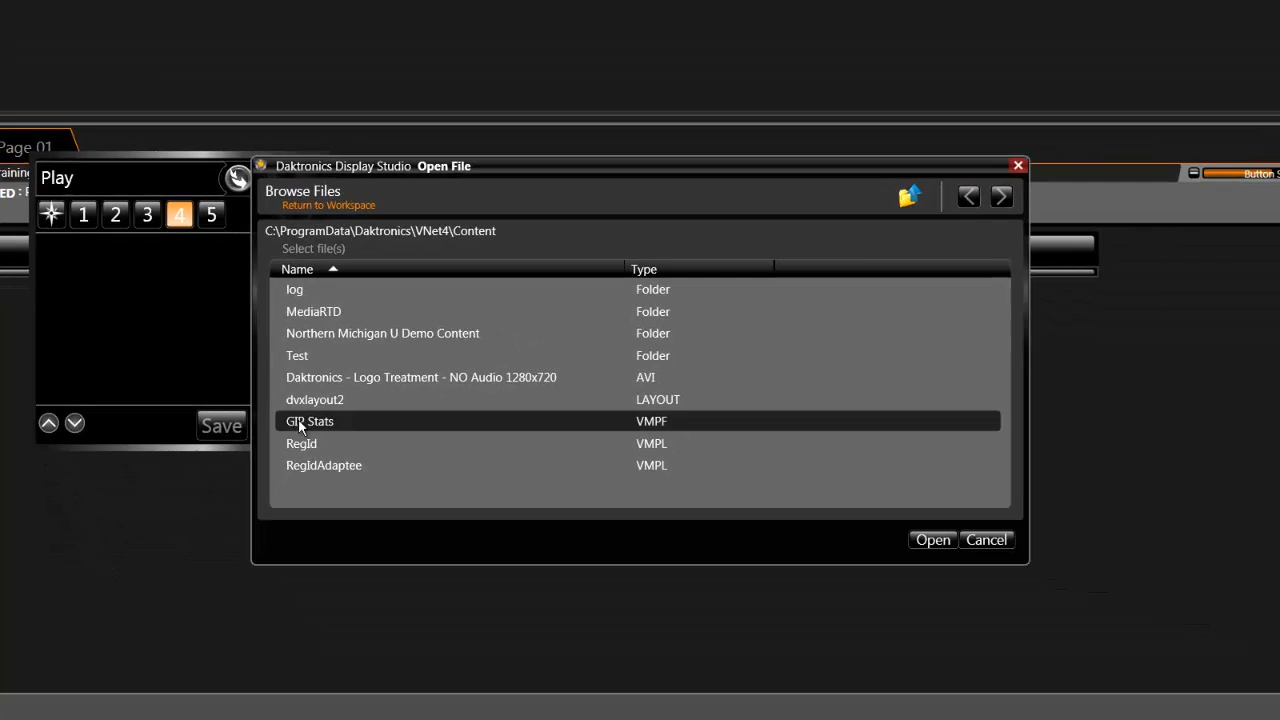 Page 01
Daktronics Display Studio Open File
raining
Button S
Play
Browse Files
ED :
Return to Workspace
1 2 3 4 5
C:\ProgramData\Daktronics\VNet4\Content
Select file(s)
Name Type
log Folder
MediaRTD Folder
Northern Michigan U Demo Content Folder
Test Folder
Daktronics - Logo Treatment - NO Audio 1280x720 AVI
dvxlayout2 LAYOUT
Stats VMPF
Save
RegId VMPL
RegIdAdaptee VMPL
Open Cancel